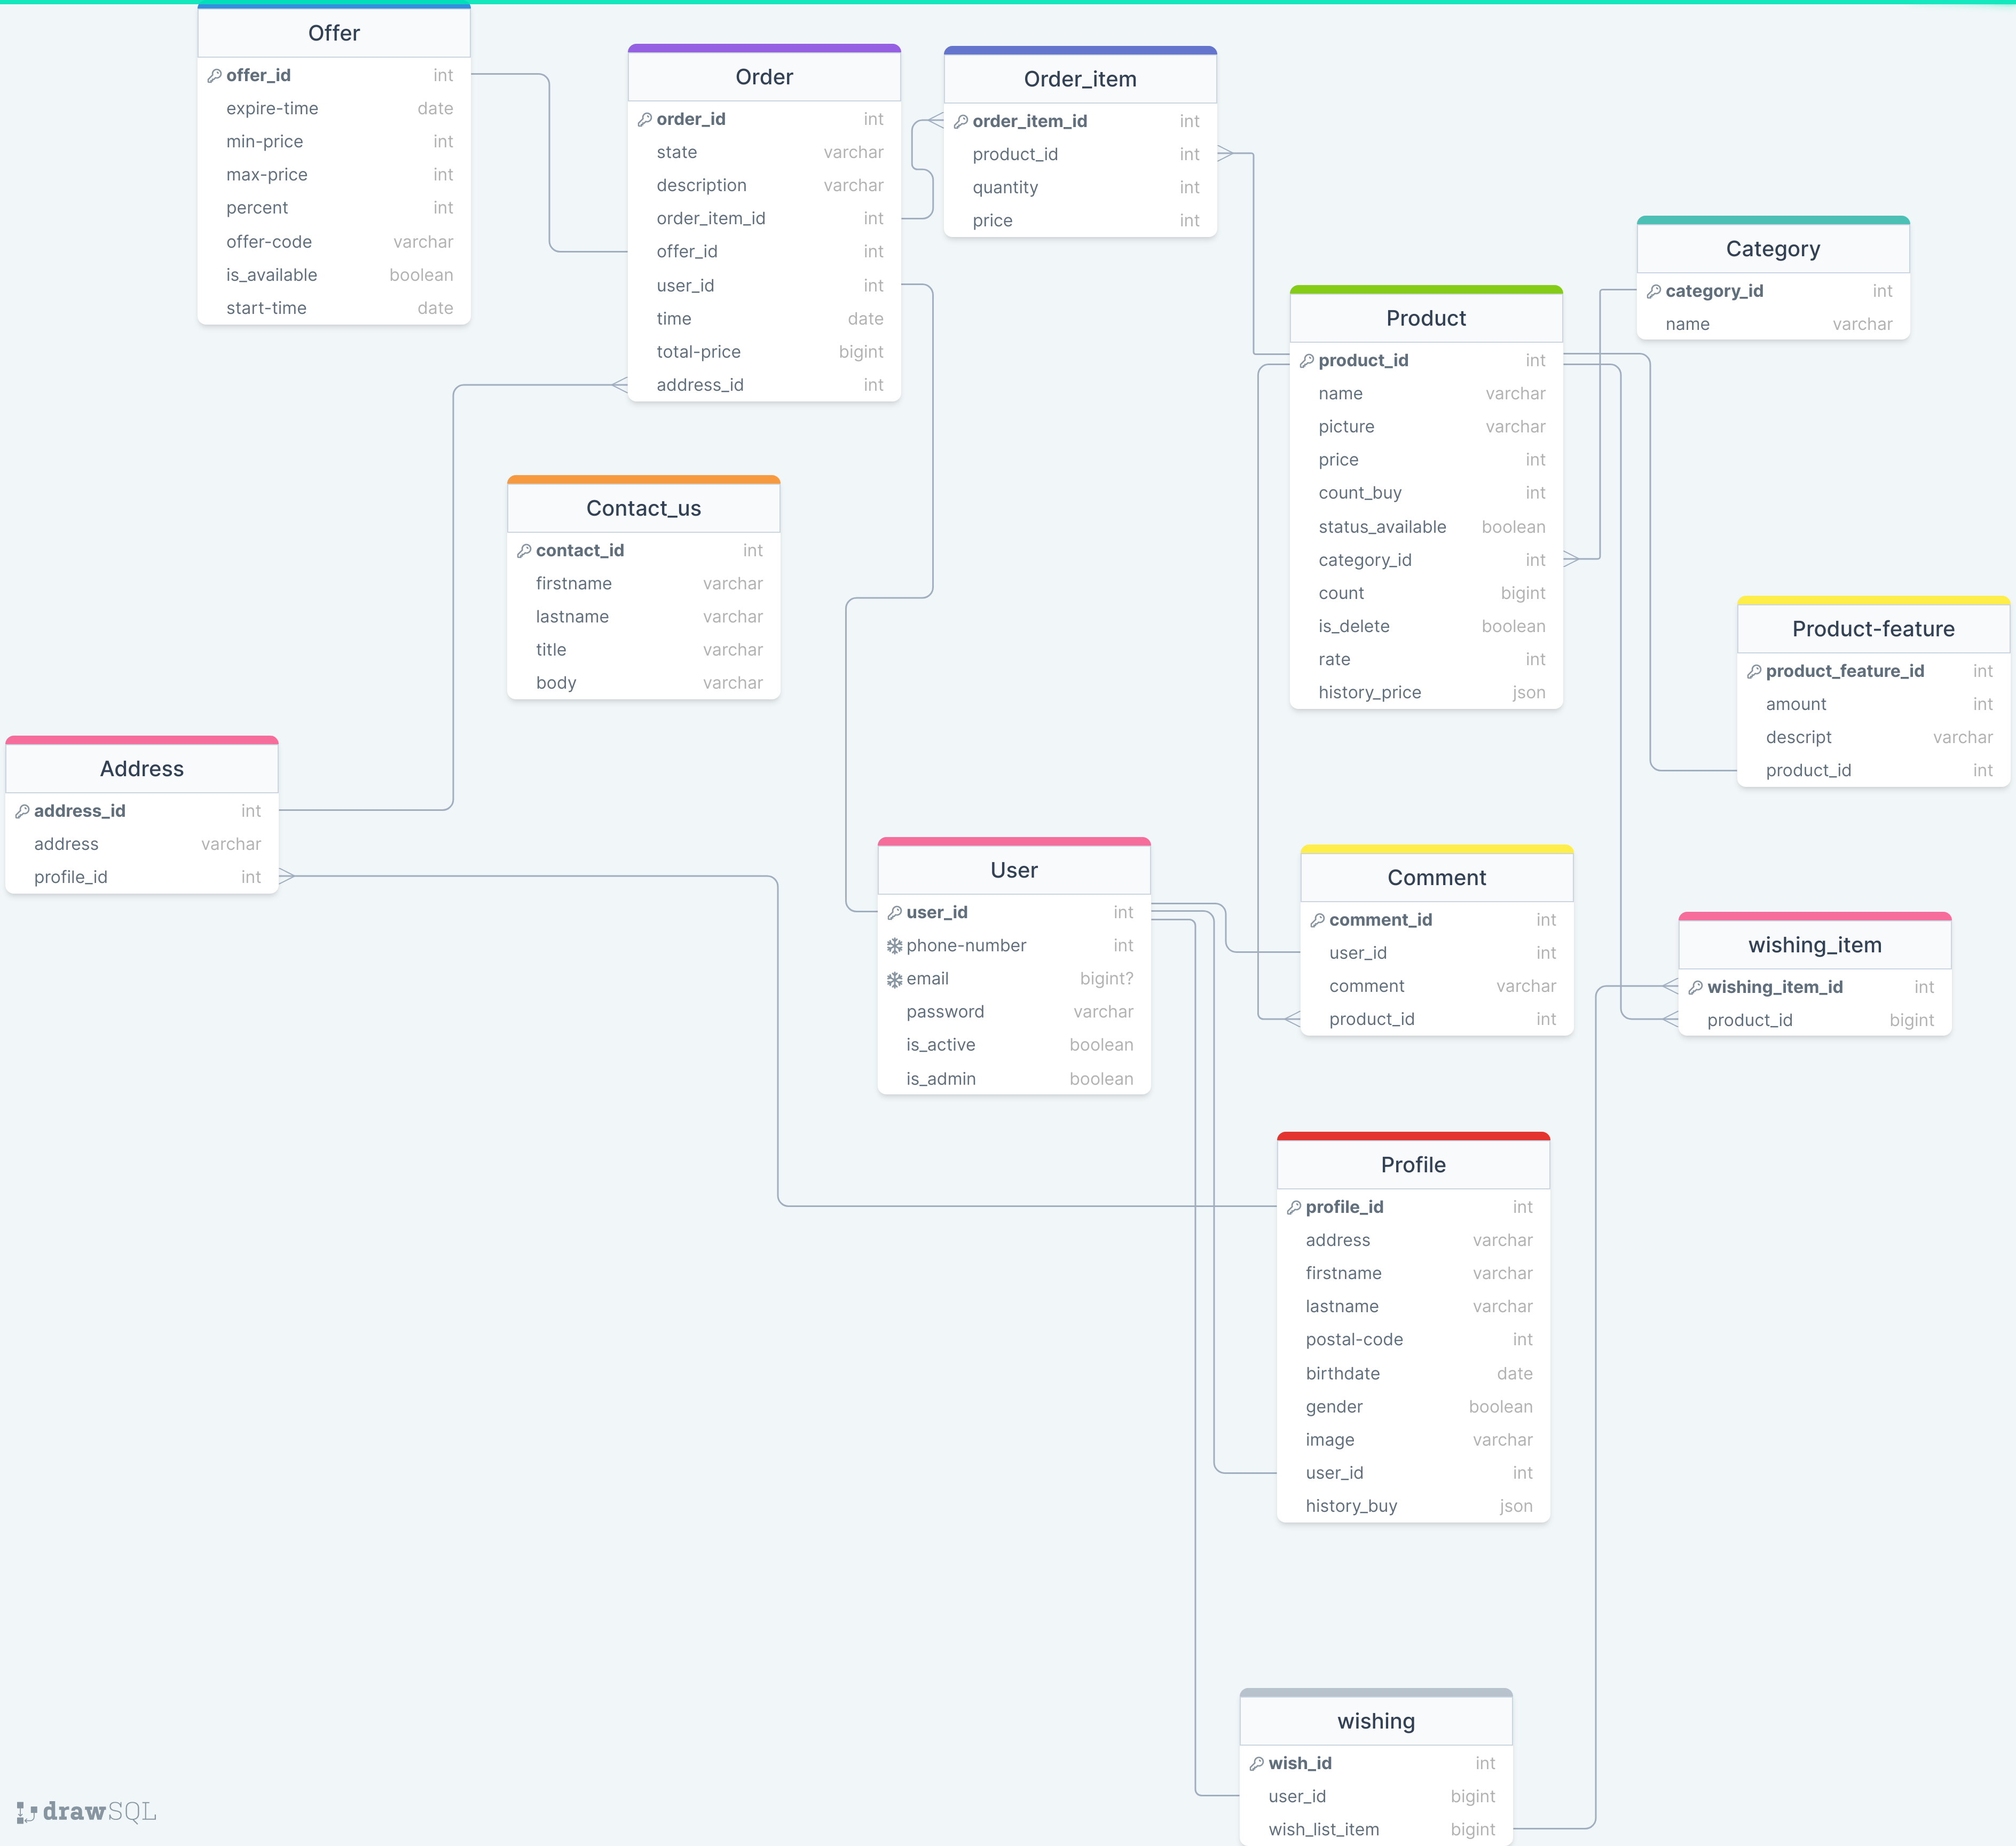 Offer
offer_id int
expire-time date
min-price int
max-price int
percent int
offer-code varchar
is_available boolean
start-time date
Order
order_id int
state varchar
description varchar
order_item_id int
offer_id int
user_id int
time date
total-price bigint
address_id int
Order_item
order_item_id int
product_id int
quantity int
price int
Category
category_id int
name varchar
Product
product_id int
name varchar
picture varchar
price int
count_buy int
status_available boolean
category_id int
count bigint
is_delete boolean
rate int
history_price json
Contact_us
contact_id int
firstname varchar
lastname varchar
title varchar
body varchar
Product-feature
product_feature_id int
amount int
descript varchar
product_id int
Address
address_id int
address varchar
profile_id int
User
user_id int
phone-number int
email bigint?
password varchar
is_active boolean
is_admin boolean
Comment
comment_id int
user_id int
comment varchar
product_id int
wishing_item
wishing_item_id int
product_id bigint
Profile
profile_id int
address varchar
firstname varchar
lastname varchar
postal-code int
birthdate date
gender boolean
image varchar
user_id int
history_buy json
wishing
wish_id int
user_id bigint
wish_list_item bigint
drawSQL